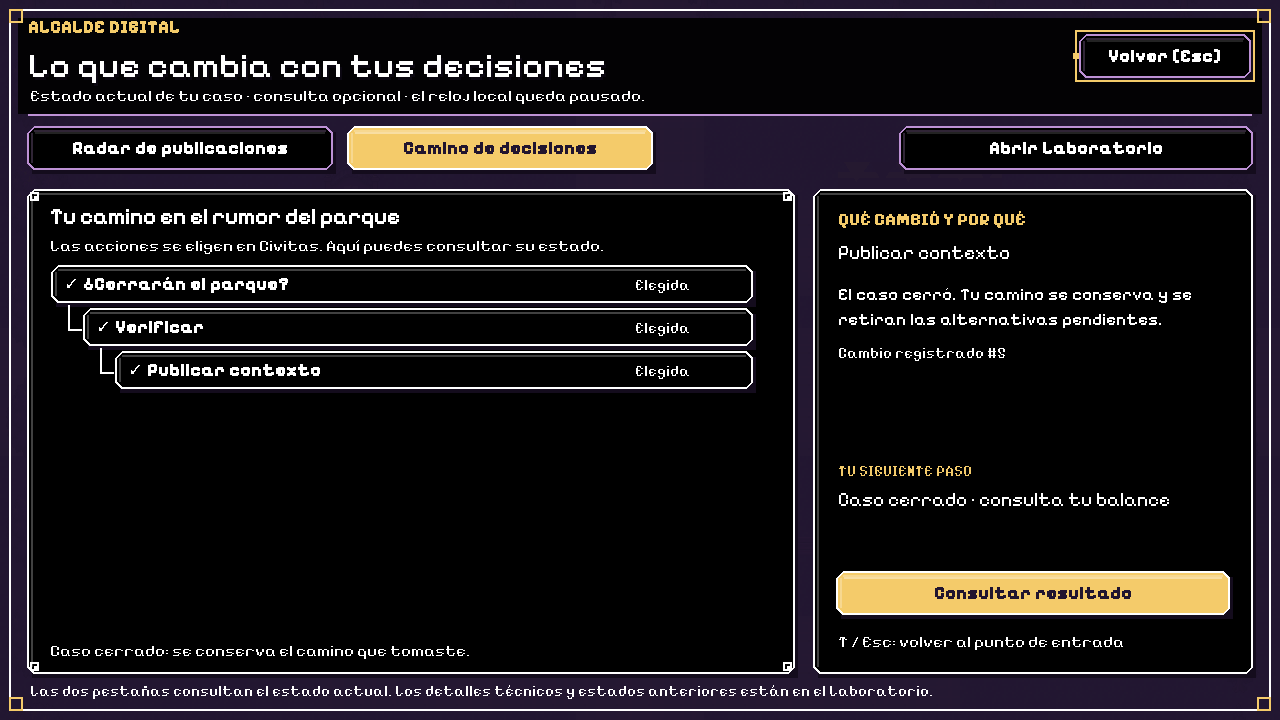 ALCALDE DIGITAL
Lo que cambia con tus decisiones
Volver (Esc)
Estado actual de tu caso · consulta opcional · el reloj local queda pausado.
Radar de publicaciones
Camino de decisiones
Abrir Laboratorio
Tu camino en el rumor del parque
Las acciones se eligen en Civitas. Aquí puedes consultar su estado.
✓ ¿Cerrarán el parque? Elegida
✓ Verificar Elegida
✓ Publicar contexto Elegida
Caso cerrado: se conserva el camino que tomaste.
QUÉ CAMBIÓ Y POR QUÉ
Publicar contexto
El caso cerró. Tu camino se conserva y se
retiran las alternativas pendientes.
Cambio registrado #S
TU SIGUIENTE PASO
Caso cerrado · consulta tu balance
Consultar resultado
T / Esc: volver al punto de entrada
Las dos pestañas consultan el estado actual. Los detalles técnicos y estados anteriores están en el Laboratorio.